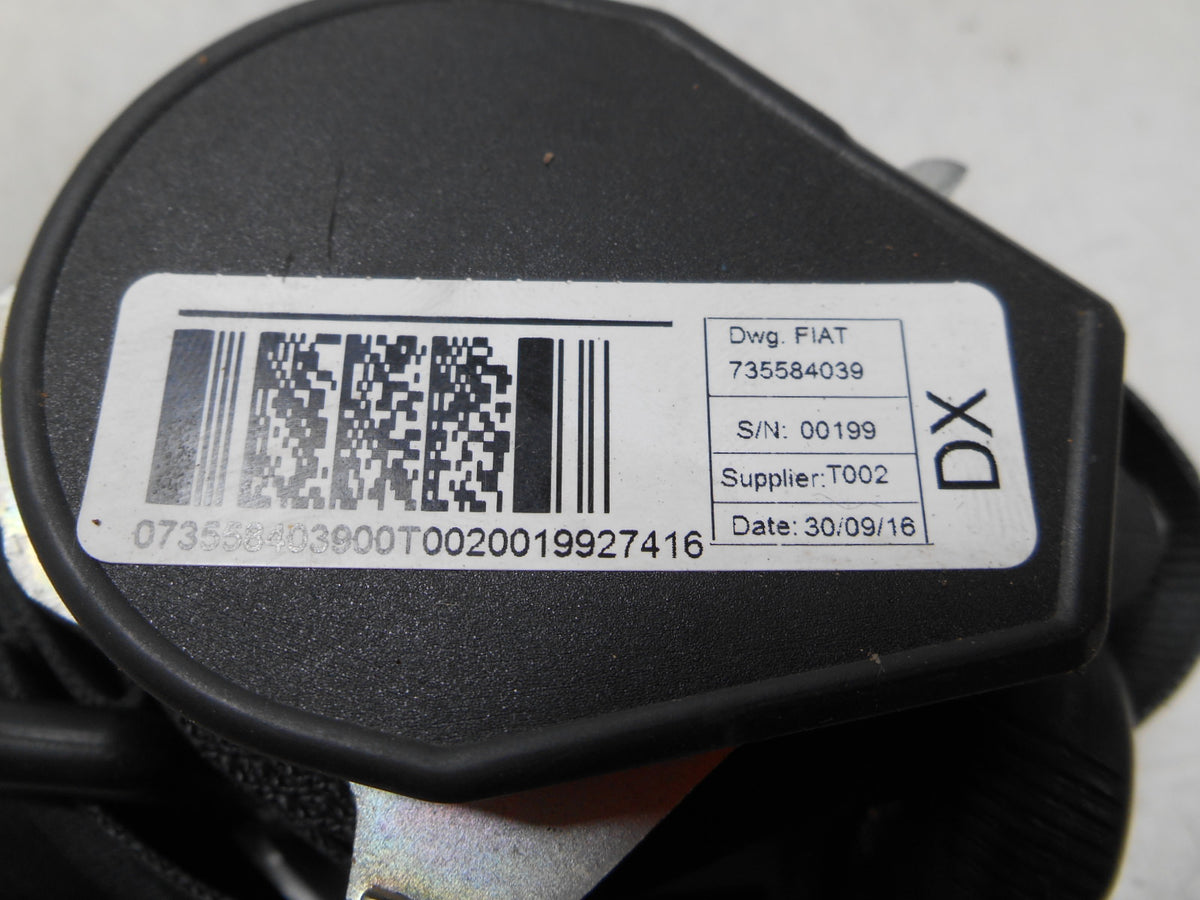 Dwg. FIAT
735584039
S/N: 00199
Supplier:T002
Date: 30/09/16
DX
073558403900T0020019927416